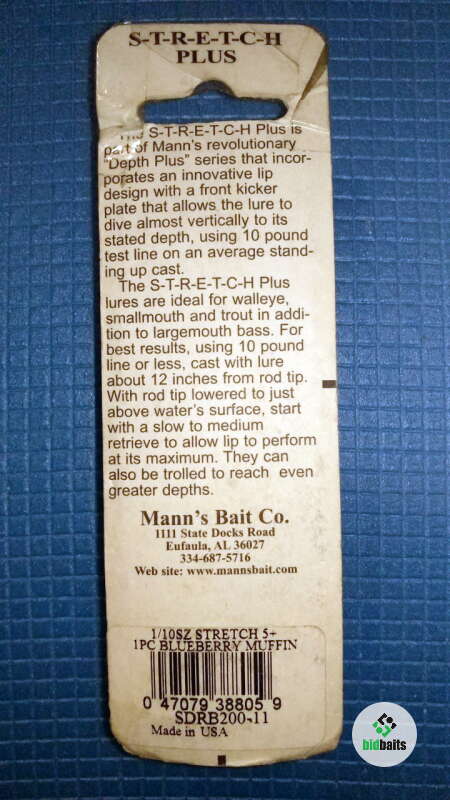 S-T-R-E-T-C-H
PLUS
The S-T-R-E-T-C-H Plus is
part of Mann's revolutionary
"Depth Plus" series that incor-
porates an innovative lip
design with a front kicker
plate that allows the lure to
dive almost vertically to its
stated depth, using 10 pound
test line on an average stand-
ing up cast.
The S-T-R-E-T-C-H Plus
lures are ideal for walleye,
smallmouth and trout in addi-
tion to largemouth bass. For
best results, using 10 pound
line or less, cast with lure
about 12 inches from rod tip.
With rod tip lowered to just
above water's surface, start
with a slow to medium
retrieve to allow lip to perform
at its maximum. They can
also be trolled to reach even
greater depths.
Mann's Bait Co.
1111 State Docks Road
Eufaula, AL 36027
334-687-5716
Web site: www.mannsbait.com
1/10SZ STRETCH 5+
1PC BLUEBERRY MUFFIN
0 47079 38805 9
SDRB200-11
Made in USA
bidbaits